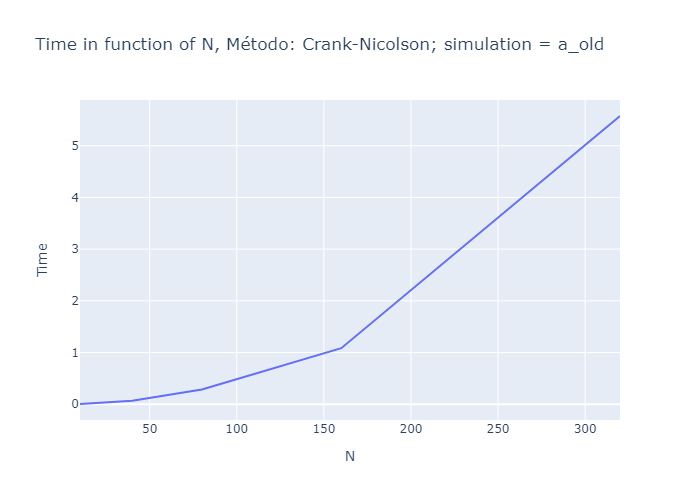 Time in function of N, Método: Crank-Nicolson; simulation = a_old
Time
5
4
3
2
1
0
50 100 150 200 250 300
N